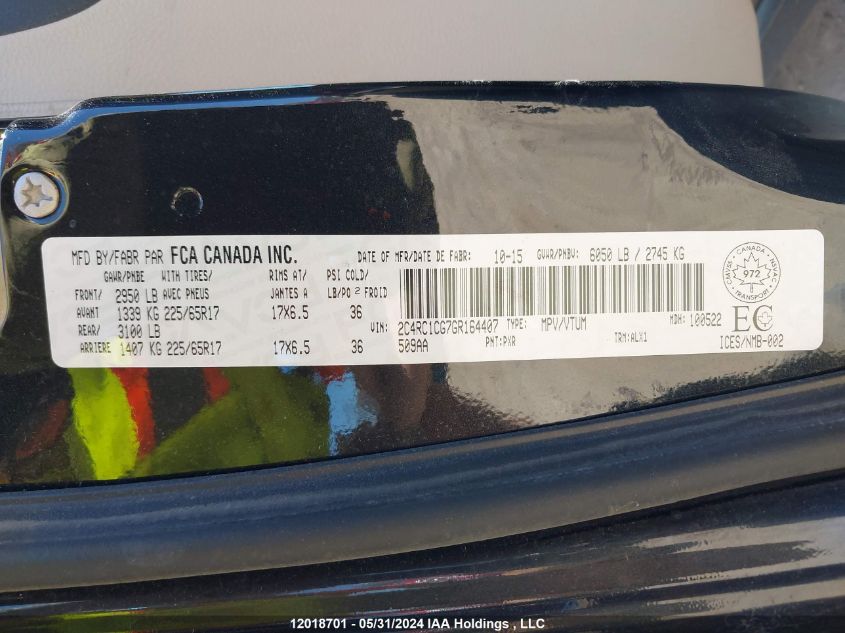 MFD BY/FABR PAR FCA CANADA INC. DATE OF MFR/DATE DE FABR: 10-15 GVWR/PNBV: 6050 LB / 2745 KG
GAWR/PNBE WITH TIRES/ RIMS AT/ PSI COLD/
FRONT/ 2950 LB AVEC PNEUS JANTES A LB/PO 2 FROID
AVANT 1339 KG 225/65R17 17X6.5 36
REAR/ 3100 LB
ARRIERE 1407 KG 225/65R17 17X6.5 36
VIN: 2C4RC1CG7GR164407 TYPE: MPV/VTUM MDH: 100522
509AA PNT:PXR TRM:ALX1
CANADA
CMVSS NSVAC
972
TRANSPORT
EC
ICES/NMB-002
12018701 - 05/31/2024 IAA Holdings , LLC